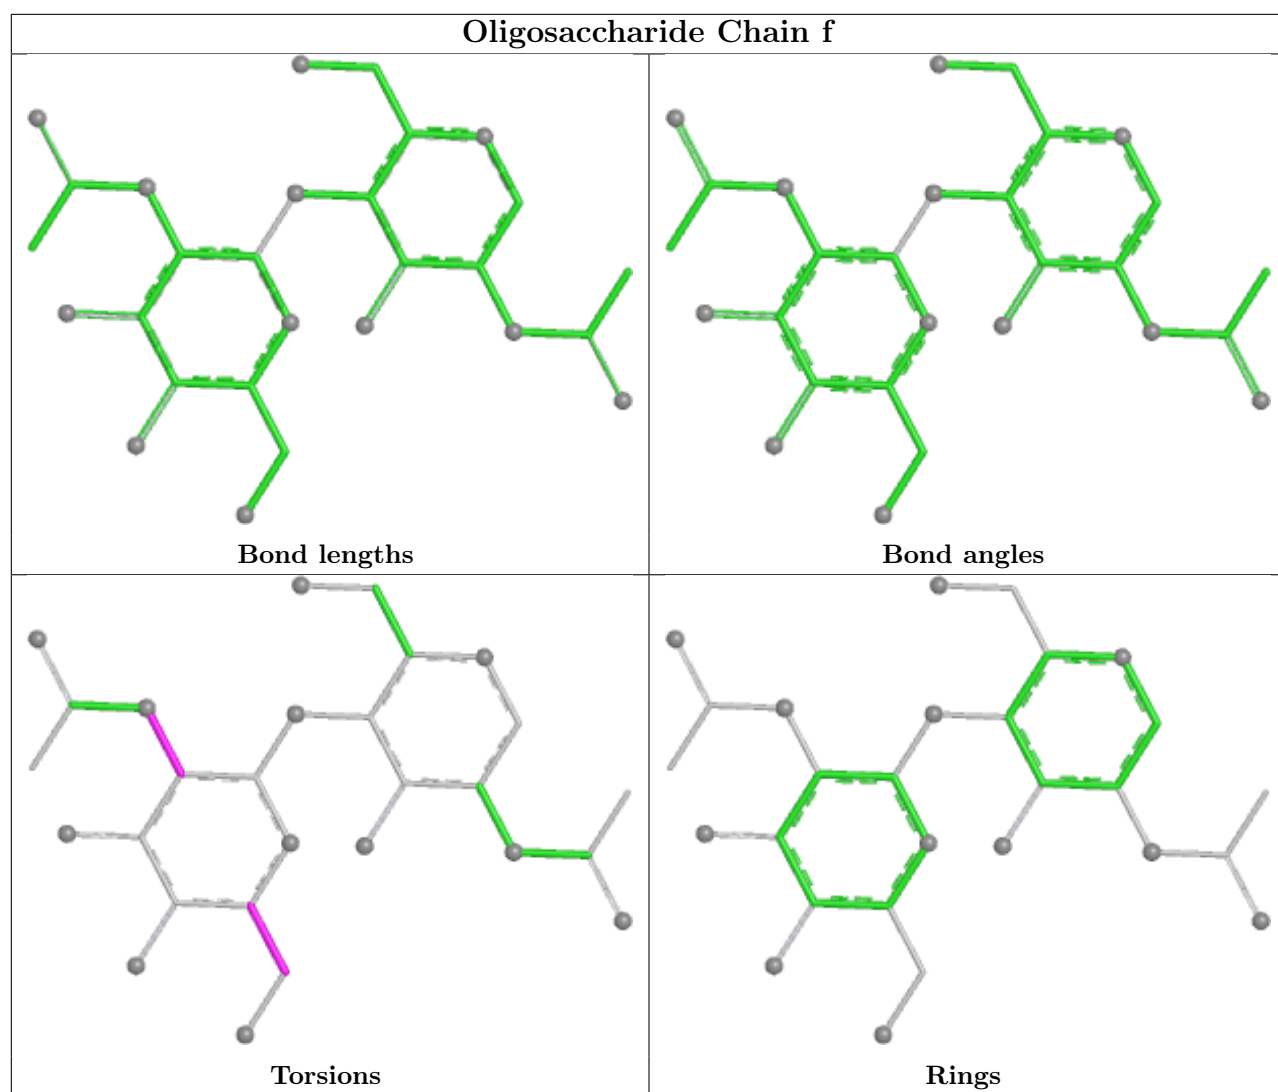 Oligosaccharide Chain f
Bond lengths
Bond angles
Torsions
Rings